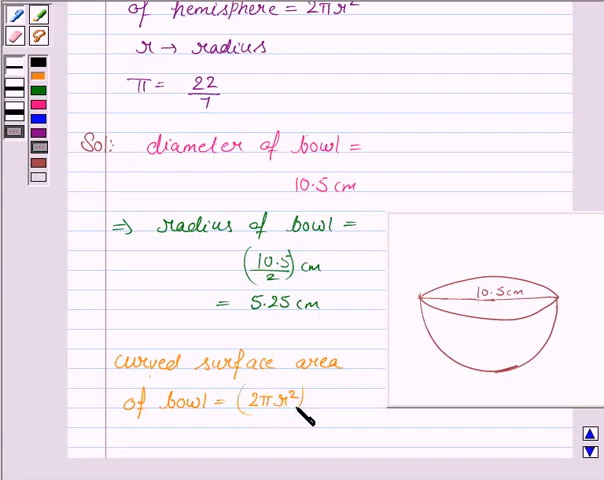 of hemisphere = 2πr²
r → radius
π = 22/7
Sol: diameter of bowl =
10.5 cm
⇒ radius of bowl =
(10.5/2) cm
= 5.25 cm
10.5cm
curved surface area
of bowl = (2πr²)